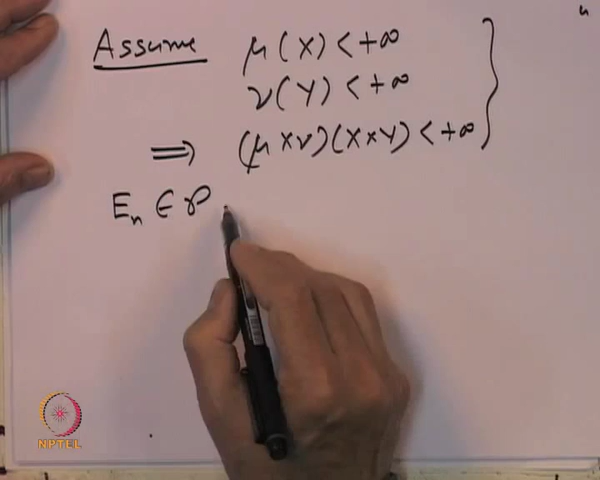 Assume μ(X) < +∞
ν(Y) < +∞
⇒ (μ×ν)(X×Y) < +∞
Eₙ ∈ 𝒫
NPTEL